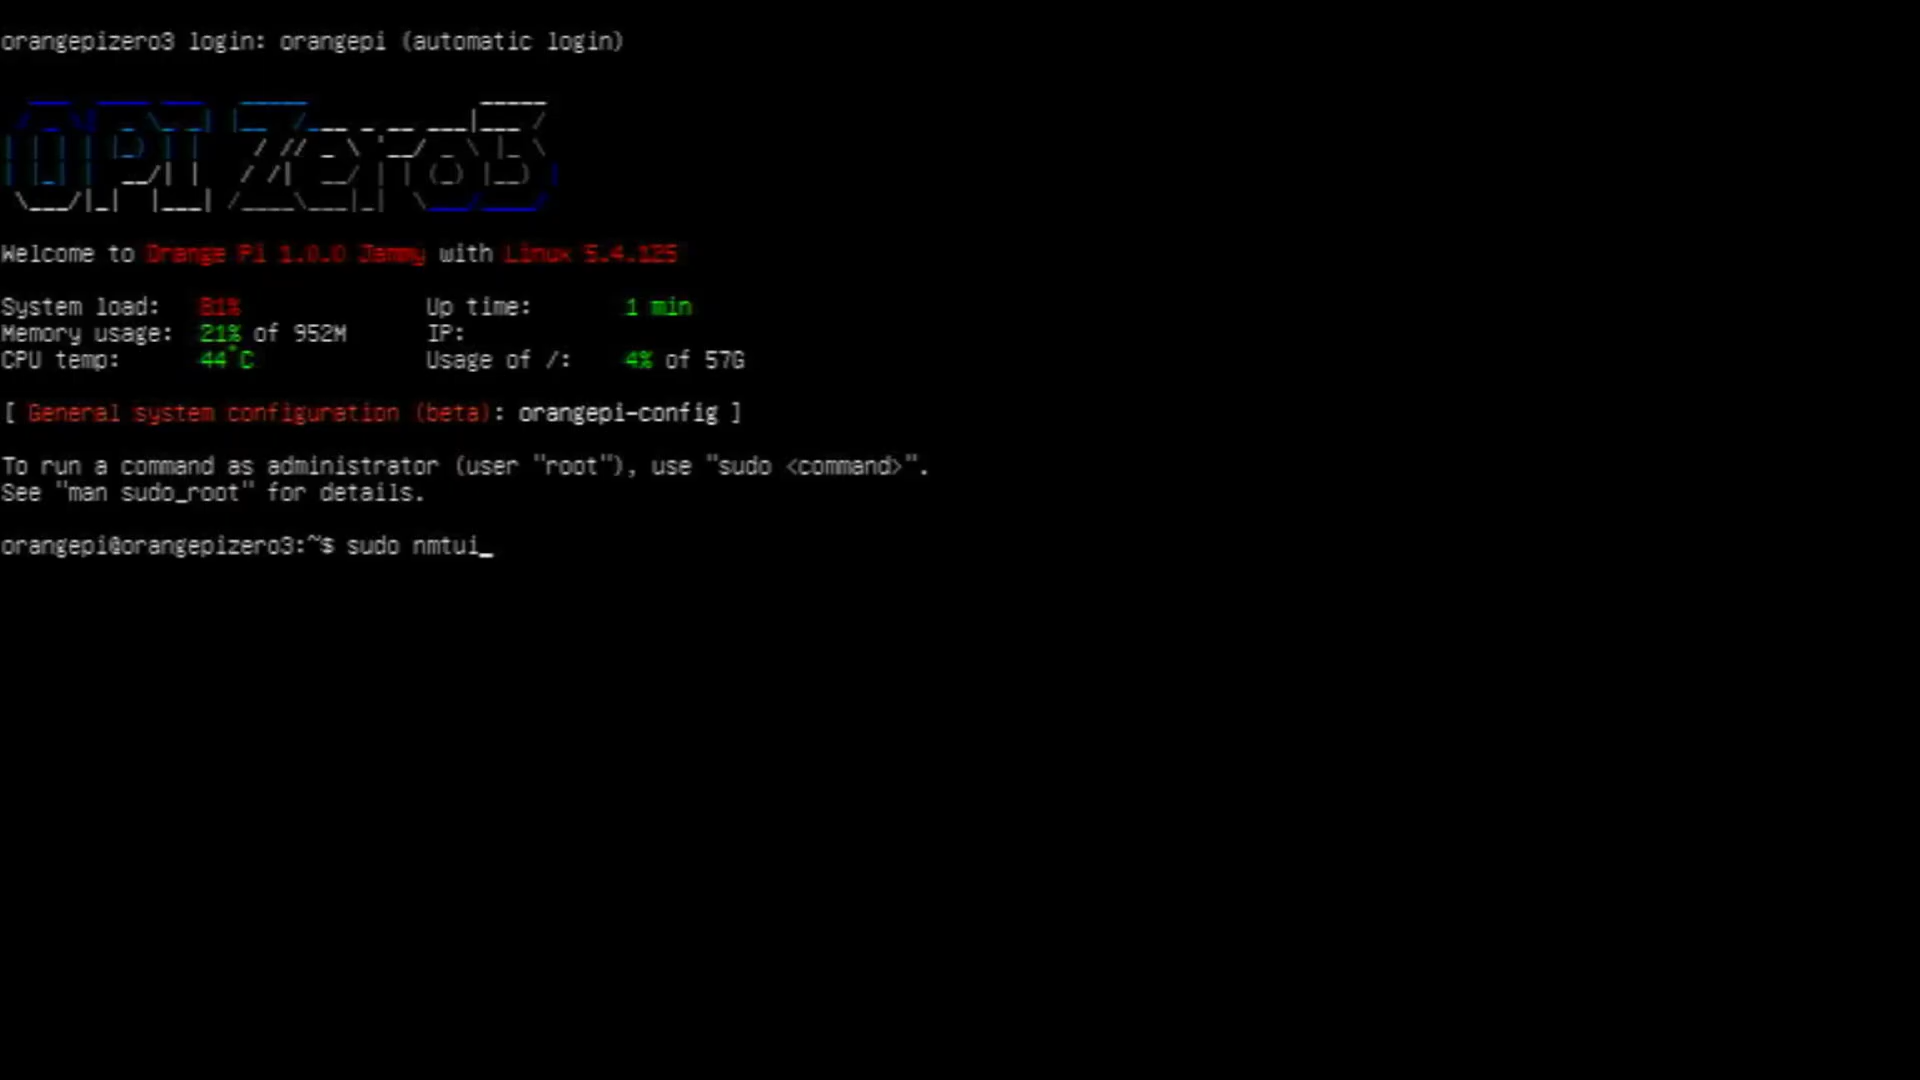 orangepizero3 login: orangepi (automatic login)
OPI Zero3
Welcome to Orange Pi 1.0.0 Jammy with Linux 5.4.125
System load: 81% Up time: 1 min
Memory usage: 21% of 952M IP:
CPU temp: 44°C Usage of /: 4% of 57G
[ General system configuration (beta): orangepi-config ]
To run a command as administrator (user "root"), use "sudo <command>".
See "man sudo_root" for details.
orangepi@orangepizero3:~$ sudo nmtui_